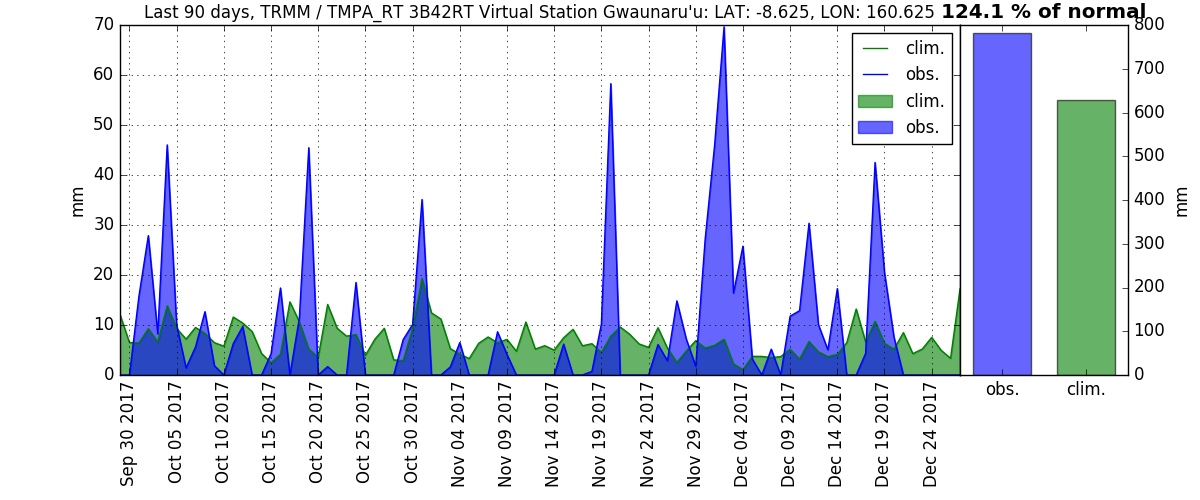 Last 90 days, TRMM / TMPA_RT 3B42RT Virtual Station Gwaunaru'u: LAT: -8.625, LON: 160.625 124.1 % of normal
70
60
50
40
30
20
10
0
mm
clim.
obs.
clim.
obs.
Sep 30 2017
Oct 05 2017
Oct 10 2017
Oct 15 2017
Oct 20 2017
Oct 25 2017
Oct 30 2017
Nov 04 2017
Nov 09 2017
Nov 14 2017
Nov 19 2017
Nov 24 2017
Nov 29 2017
Dec 04 2017
Dec 09 2017
Dec 14 2017
Dec 19 2017
Dec 24 2017
800
700
600
500
400
300
200
100
0
mm
obs.
clim.